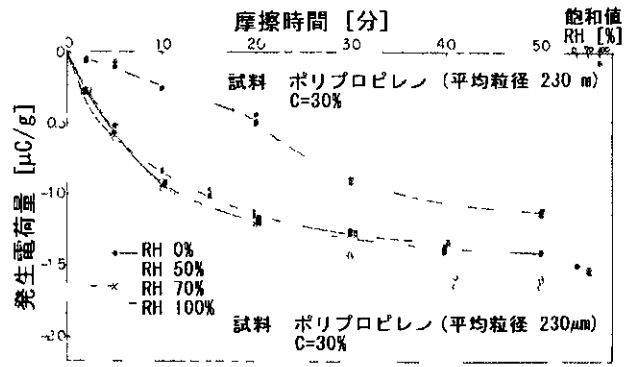 摩擦時間 [分]
飽和値
RH [%]
0 10 20 30 40 50
発生電荷量 [μC/g]
0
0.5
-1.0
-1.5
-2.0
試料 ポリプロピレン (平均粒径 230 m)
C=30%
RH 0%
RH 50%
RH 70%
RH 100%
試料 ポリプロピレン (平均粒径 230μm)
C=30%